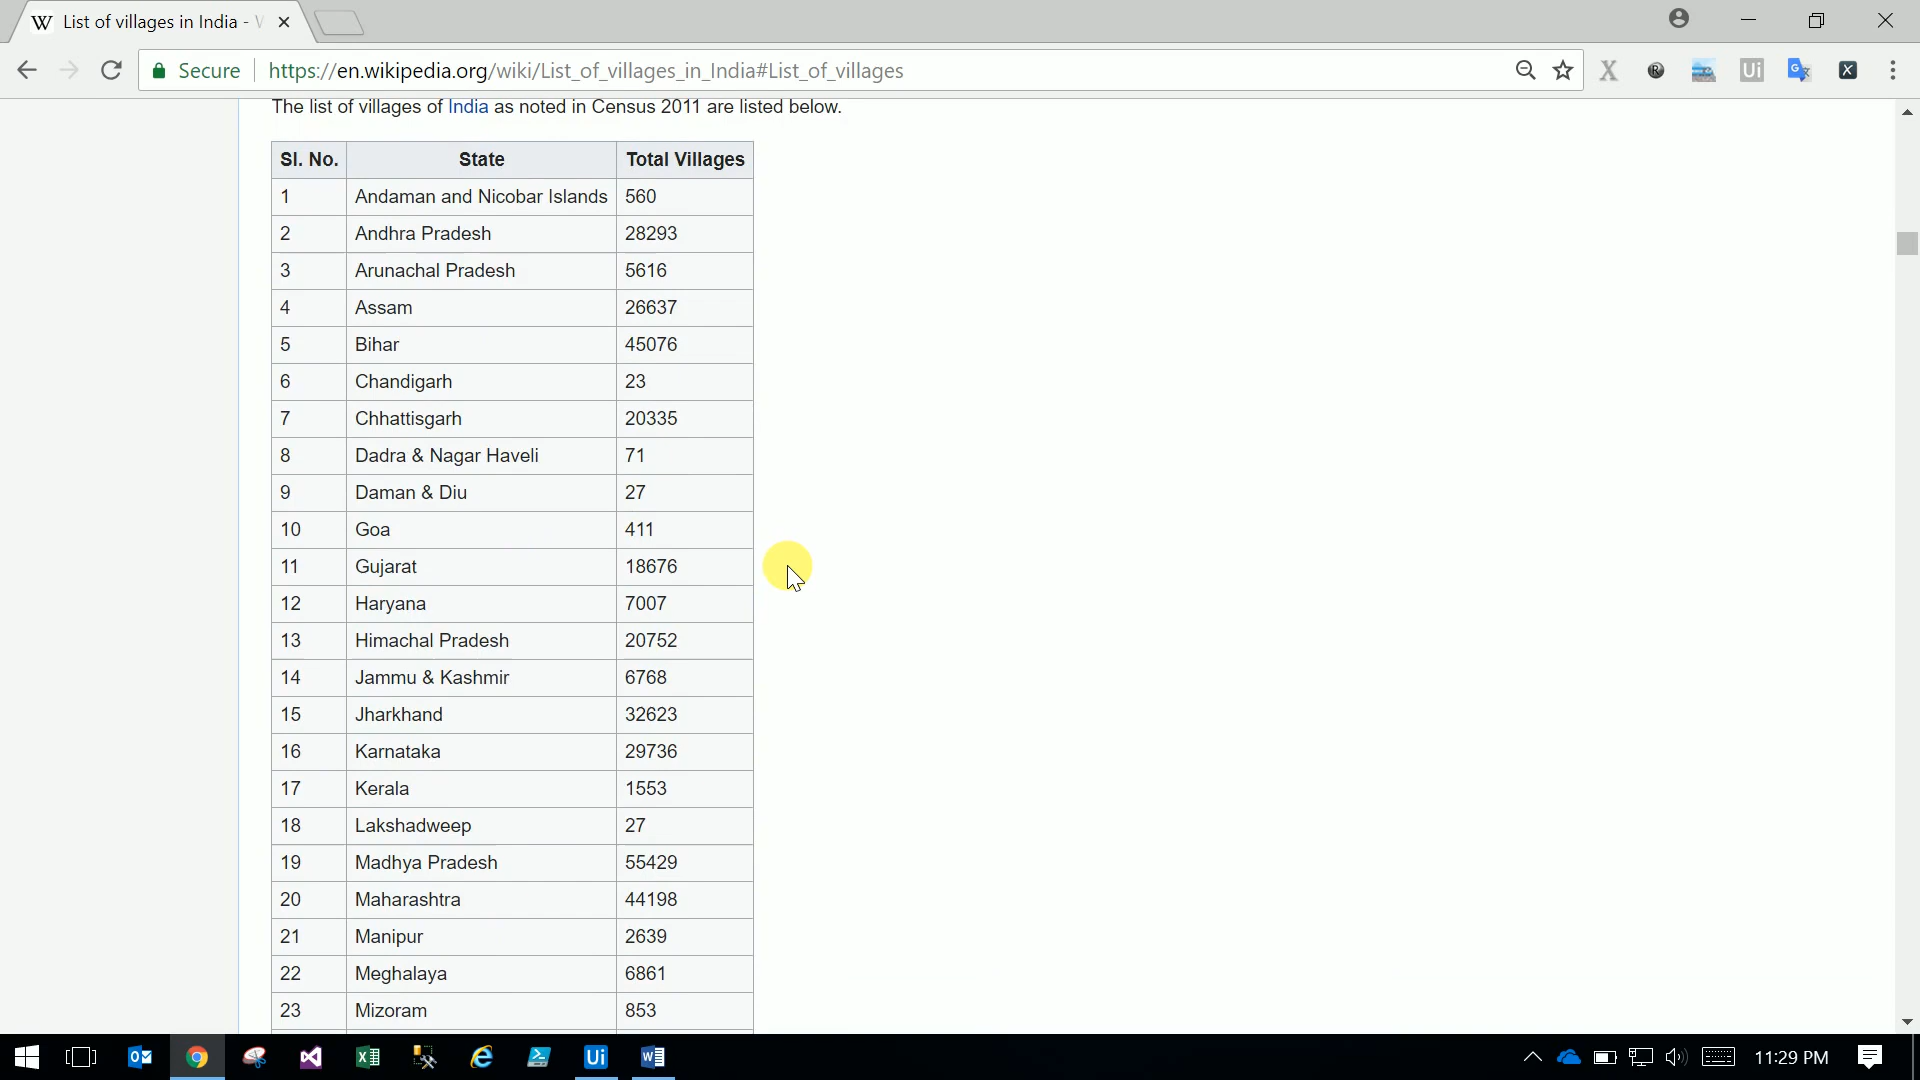 List of villages in India -
Secure
https://en.wikipedia.org/wiki/List_of_villages_in_India#List_of_villages
The list of villages of India as noted in Census 2011 are listed below.
Sl. No. State Total Villages
1 Andaman and Nicobar Islands 560
2 Andhra Pradesh 28293
3 Arunachal Pradesh 5616
4 Assam 26637
5 Bihar 45076
6 Chandigarh 23
7 Chhattisgarh 20335
8 Dadra & Nagar Haveli 71
9 Daman & Diu 27
10 Goa 411
11 Gujarat 18676
12 Haryana 7007
13 Himachal Pradesh 20752
14 Jammu & Kashmir 6768
15 Jharkhand 32623
16 Karnataka 29736
17 Kerala 1553
18 Lakshadweep 27
19 Madhya Pradesh 55429
20 Maharashtra 44198
21 Manipur 2639
22 Meghalaya 6861
23 Mizoram 853
Ui
11:29 PM